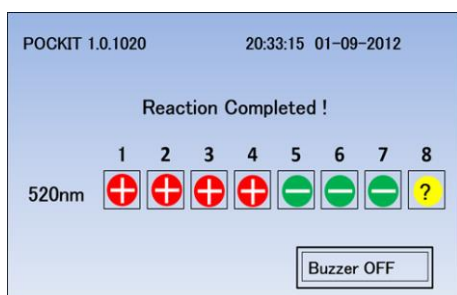 POCKIT 1.0.1020 20:33:15 01-09-2012
Reaction Completed !
1 2 3 4 5 6 7 8
520nm + + + + − − − ?
Buzzer OFF